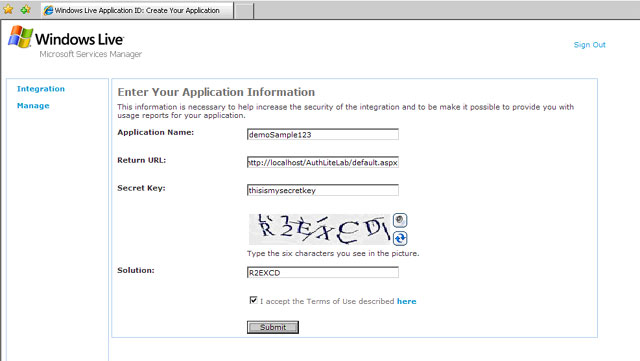 Windows Live Application ID: Create Your Application
Windows Live™
Microsoft Services Manager
Sign Out
Integration
Manage
Enter Your Application Information
This information is necessary to help increase the security of the integration and to be make it possible to provide you with
usage reports for your application.
Application Name:
demoSample123
Return URL:
http://localhost/AuthLiteLab/default.aspx
Secret Key:
thisismysecretkey
R2EXCD
Type the six characters you see in the picture.
Solution:
R2EXCD
I accept the Terms of Use described here
Submit